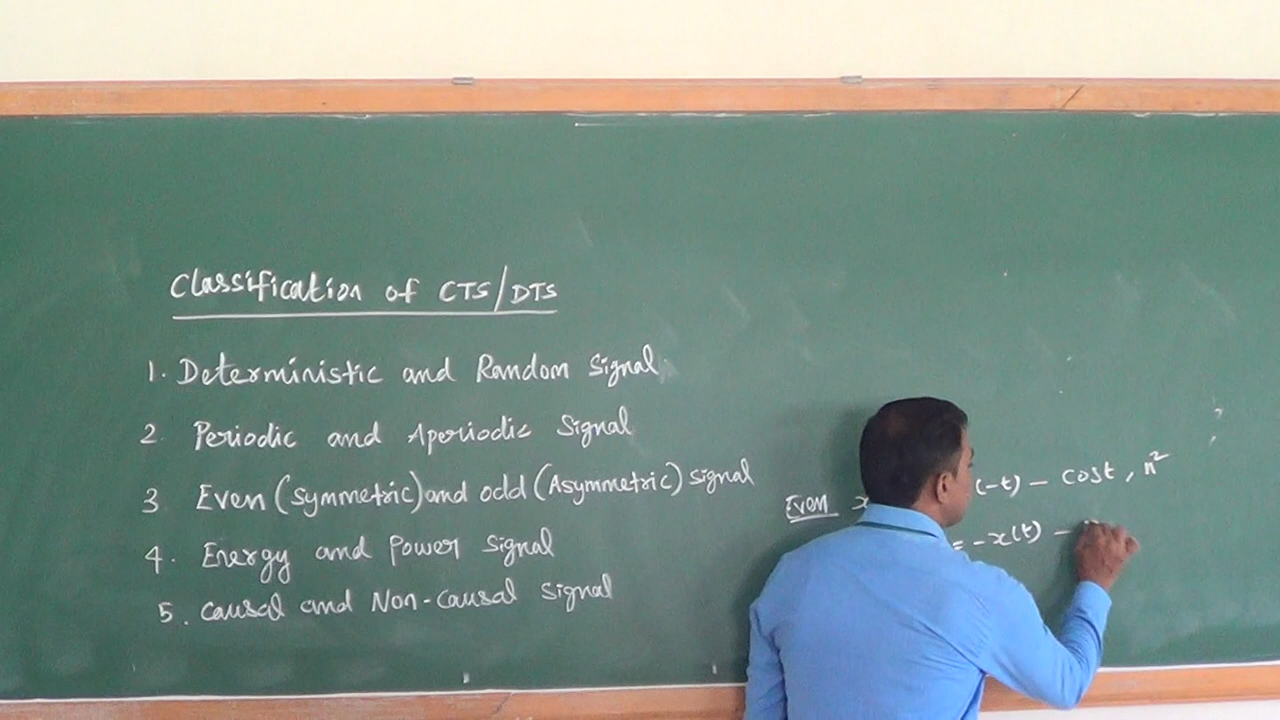 Classification of CTS/DTS
1. Deterministic and Random Signal
2. Periodic and Aperiodic Signal
3 Even (Symmetric) and odd (Asymmetric) signal
4. Energy and Power Signal
5. Causal and Non-Causal Signal
Even x (-t) - cost, n²
= -x(t) -